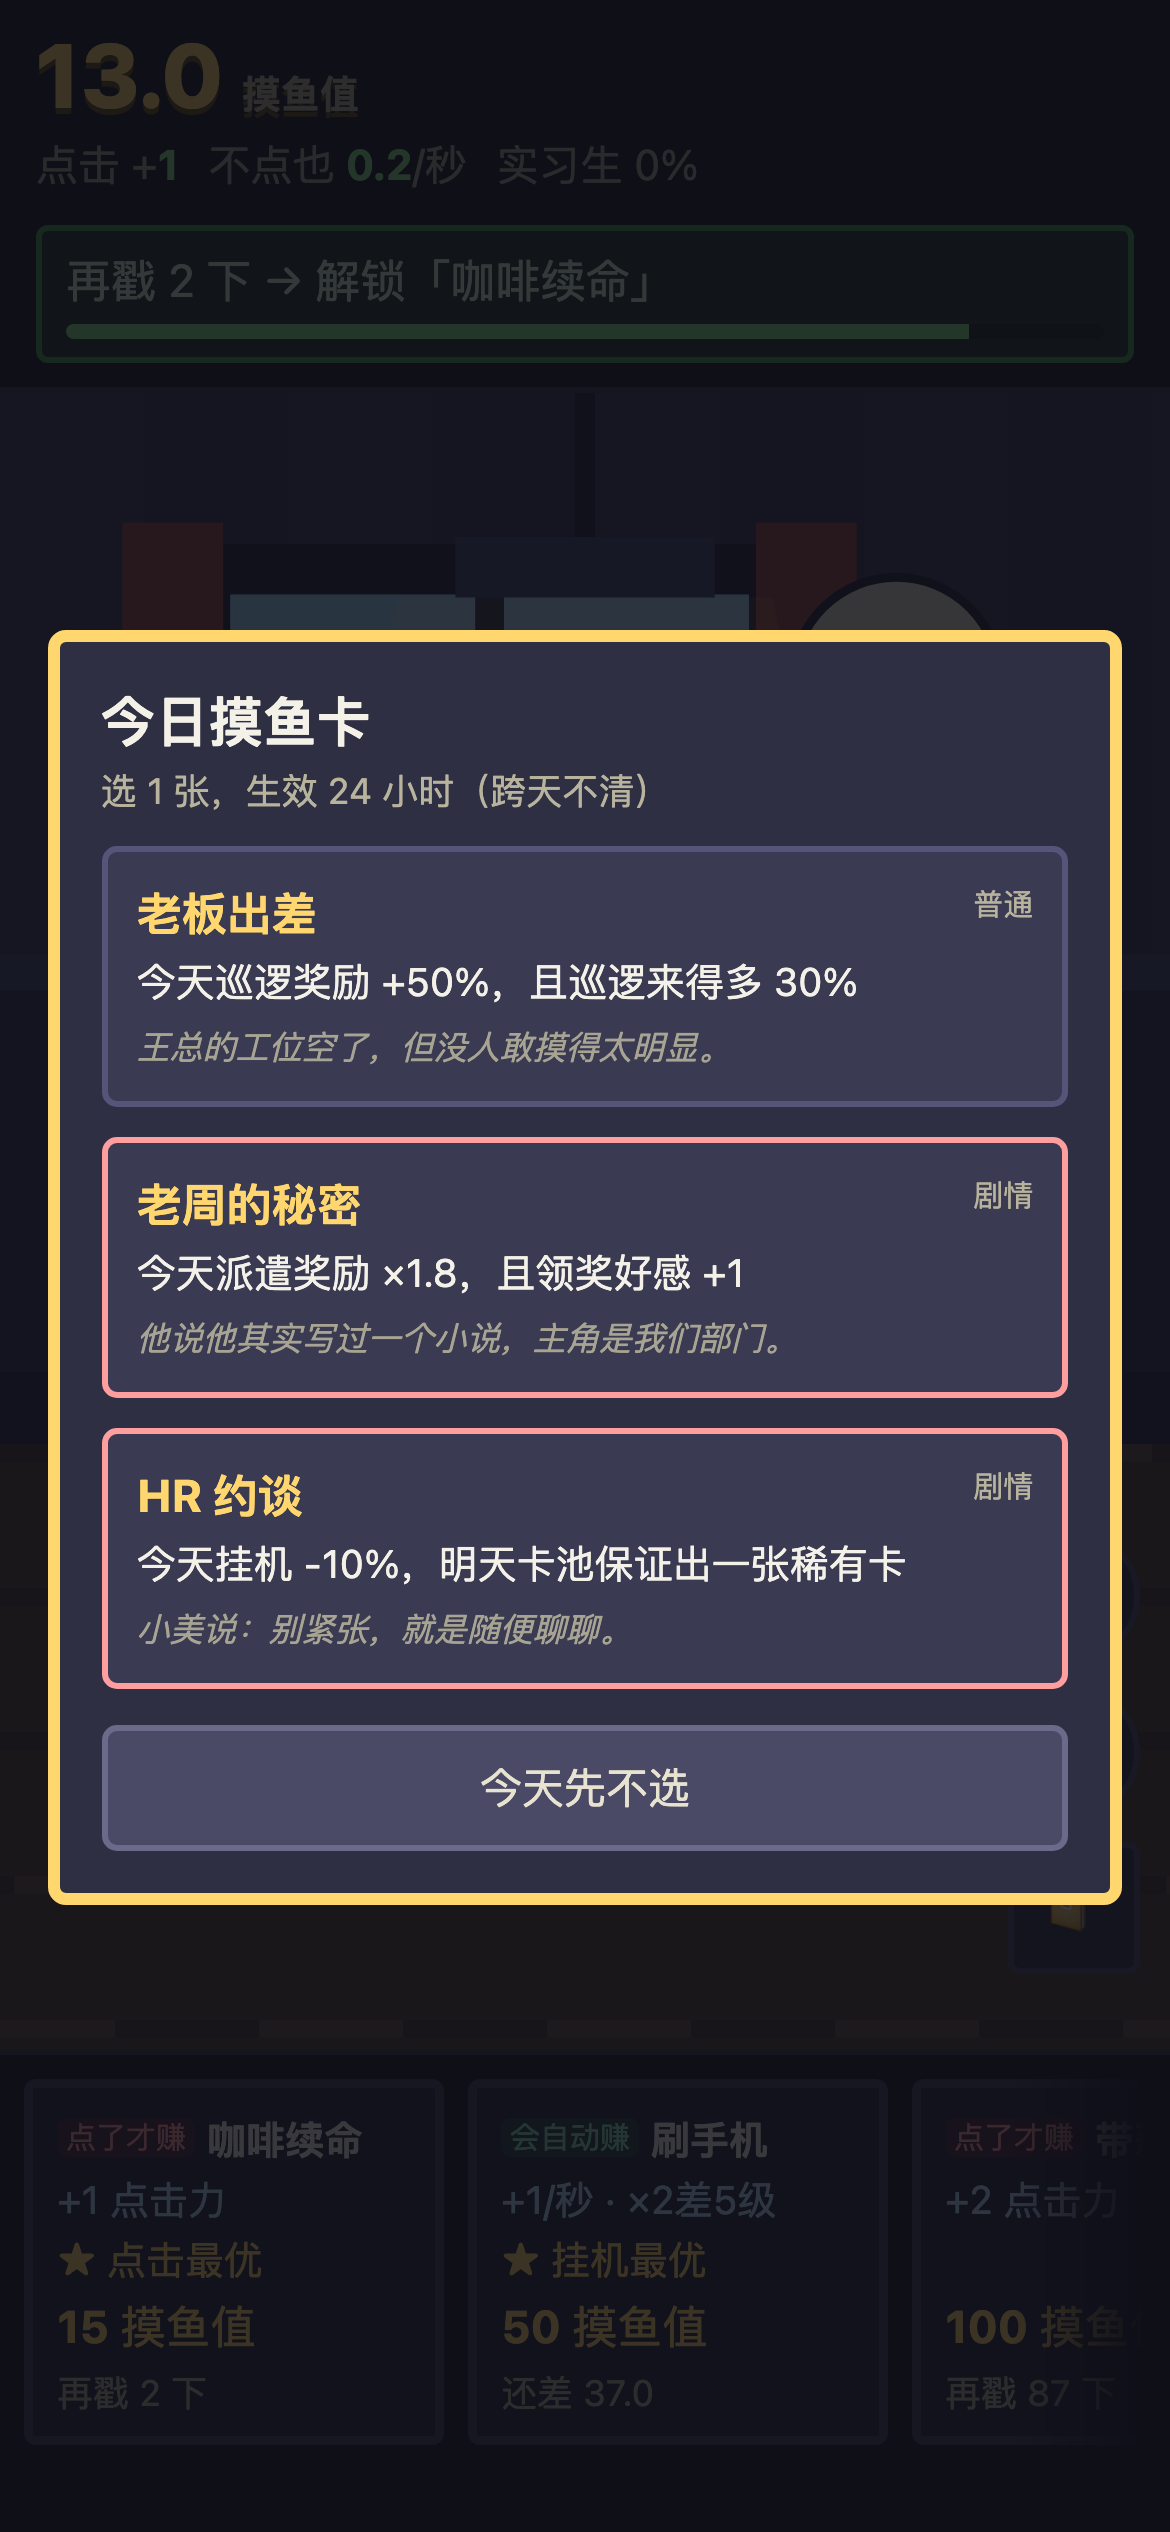 13.0 摸鱼值
点击 +1 不点也 0.2/秒 实习生 0%
再戳 2 下 → 解锁「咖啡续命」
今日摸鱼卡
选 1 张，生效 24 小时（跨天不清）
老板出差 普通
今天巡逻奖励 +50%，且巡逻来得多 30%
王总的工位空了，但没人敢摸得太明显。
老周的秘密 剧情
今天派遣奖励 ×1.8，且领奖好感 +1
他说他其实写过一个小说，主角是我们部门。
HR 约谈 剧情
今天挂机 -10%，明天卡池保证出一张稀有卡
小美说：别紧张，就是随便聊聊。
今天先不选
点了才赚 咖啡续命
+1 点击力
★ 点击最优
15 摸鱼值
再戳 2 下
会自动赚 刷手机
+1/秒 · ×2差5级
★ 挂机最优
50 摸鱼值
还差 37.0
点了才赚 带
+2 点击力
100 摸鱼
再戳 87 下